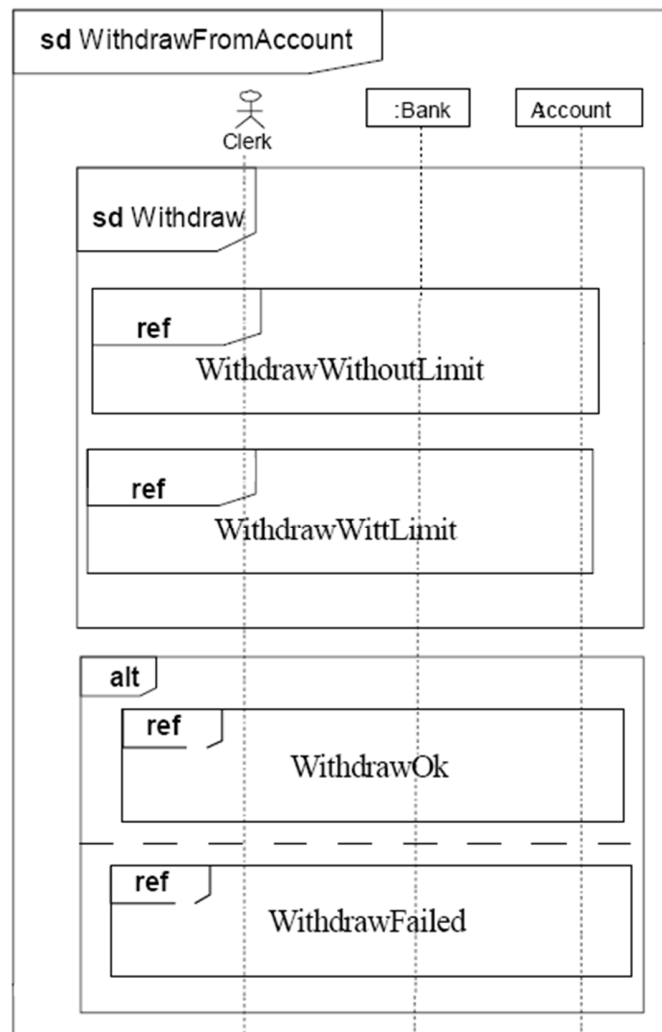 sd WithdrawFromAccount
Clerk
:Bank
:Account
sd Withdraw
ref
WithdrawWithoutLimit
ref
WithdrawWittLimit
alt
ref
WithdrawOk
ref
WithdrawFailed